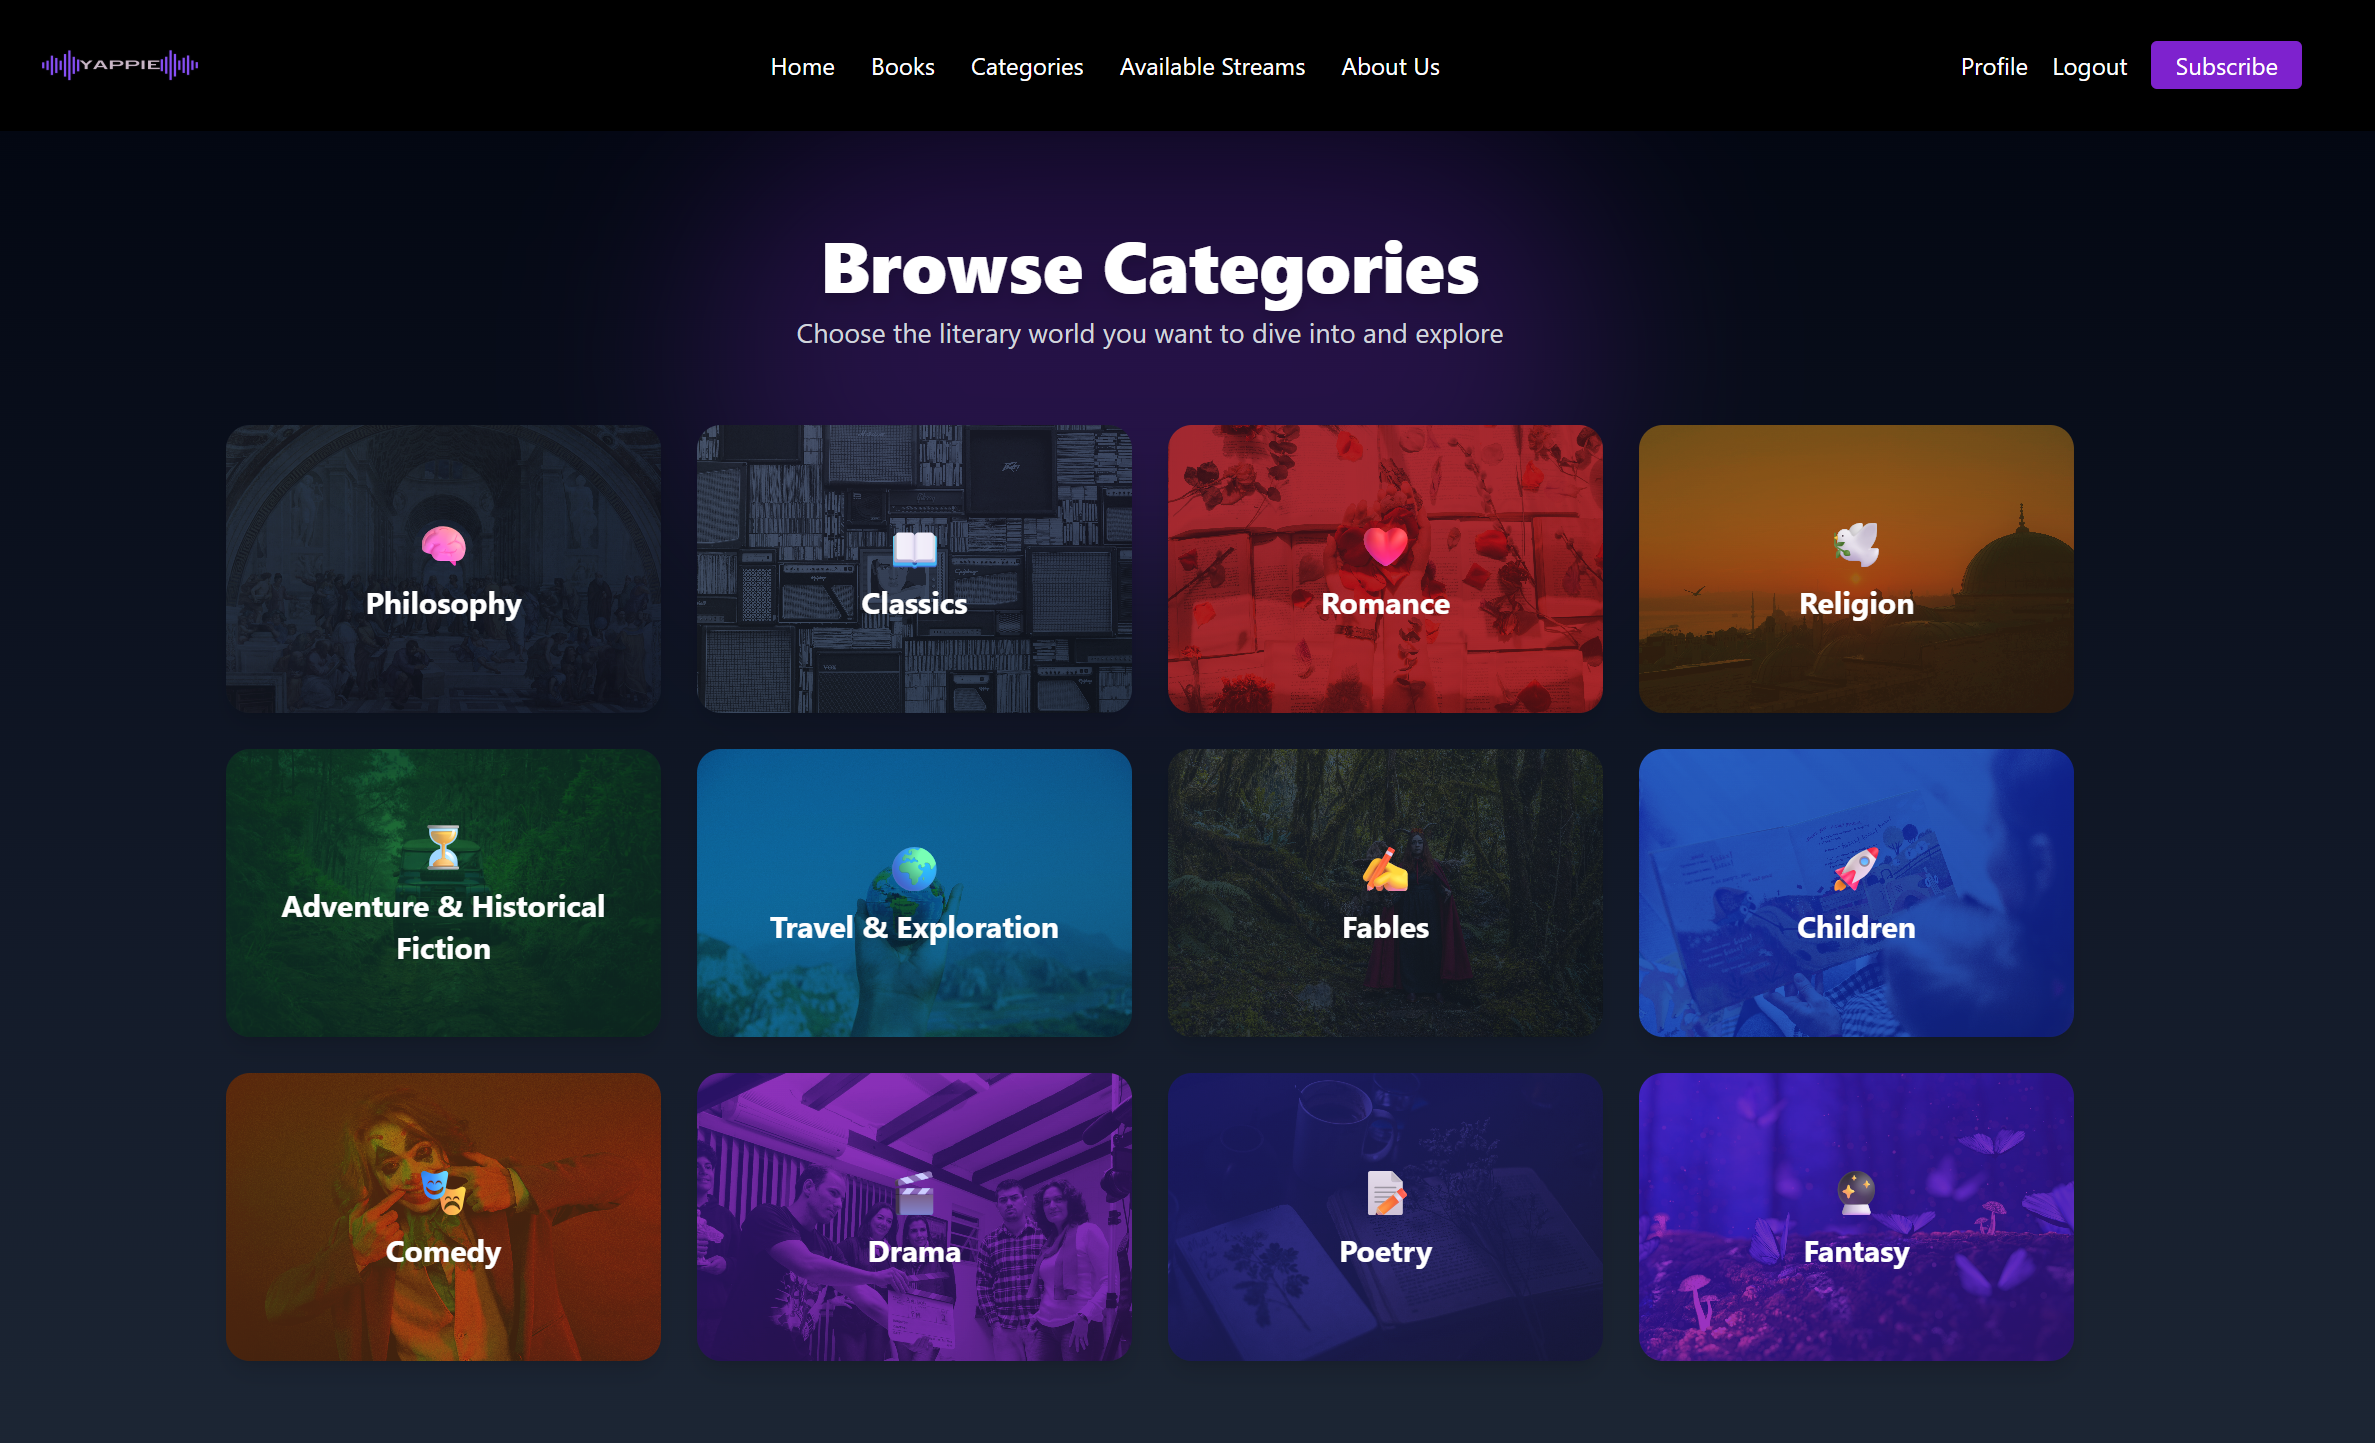 YAPPIE
Home
Books
Categories
Available Streams
About Us
Profile
Logout
Subscribe
Browse Categories
Choose the literary world you want to dive into and explore
Philosophy
Classics
Romance
Religion
Adventure & Historical
Fiction
Travel & Exploration
Fables
Children
Comedy
Drama
Poetry
Fantasy